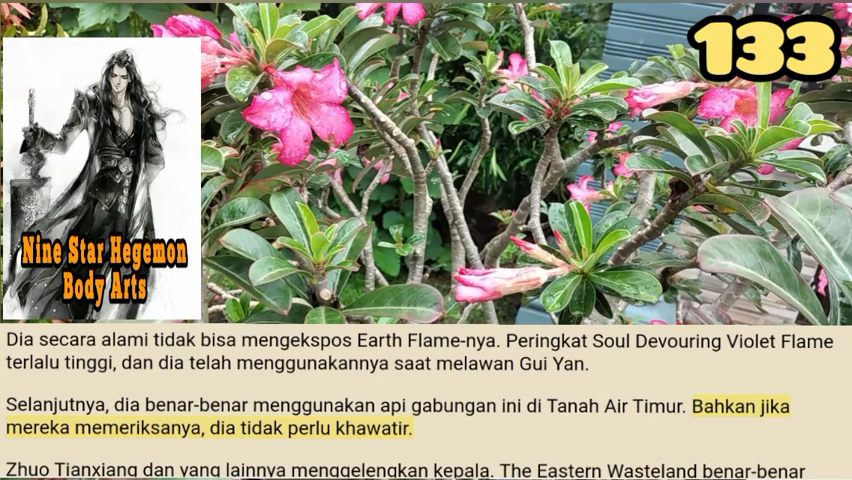 133
Nine Star Hegemon
Body Arts
Dia secara alami tidak bisa mengekspos Earth Flame-nya. Peringkat Soul Devouring Violet Flame
terlalu tinggi, dan dia telah menggunakannya saat melawan Gui Yan.
Selanjutnya, dia benar-benar menggunakan api gabungan ini di Tanah Air Timur. Bahkan jika
mereka memeriksanya, dia tidak perlu khawatir.
Zhuo Tianxiang dan yang lainnya menggelengkan kepala. The Eastern Wasteland benar-benar